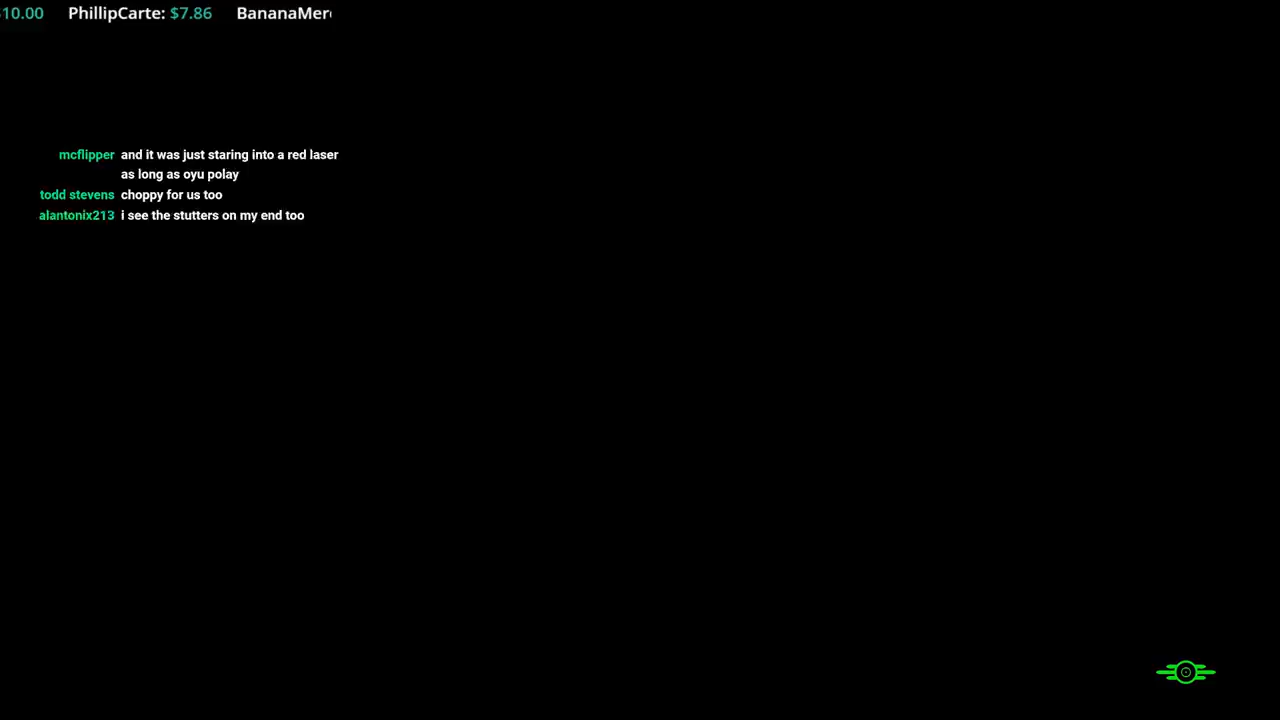 $10.00 PhillipCarte: $7.86
mcflipper and it was just staring into a red laser
as long as oyu polay
todd stevens choppy for us too
alantonix213 i see the stutters on my end too